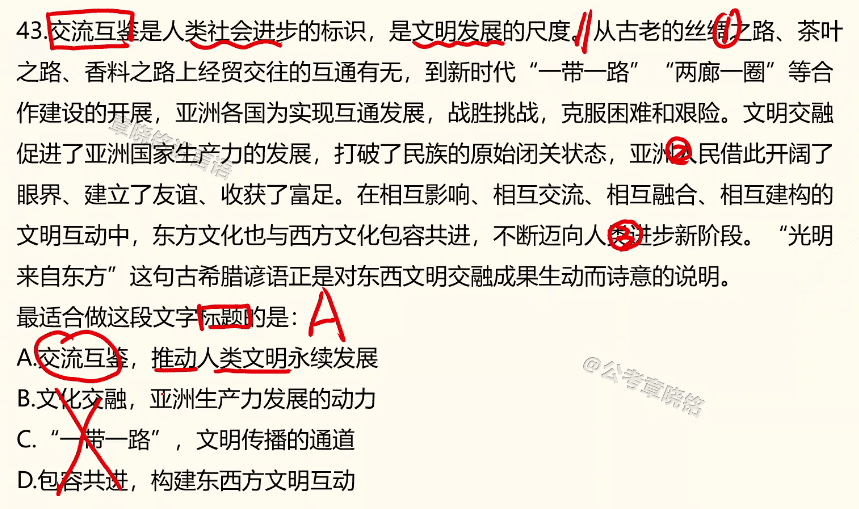 43.交流互鉴是人类社会进步的标识，是文明发展的尺度。从古老的丝绸之路、茶叶
之路、香料之路上经贸交往的互通有无，到新时代“一带一路”“两廊一圈”等合
作建设的开展，亚洲各国为实现互通发展，战胜挑战，克服困难和艰险。文明交融
促进了亚洲国家生产力的发展，打破了民族的原始闭关状态，亚洲人民借此开阔了
眼界、建立了友谊、收获了富足。在相互影响、相互交流、相互融合、相互建构的
文明互动中，东方文化也与西方文化包容共进，不断迈向人类进步新阶段。“光明
来自东方”这句古希腊谚语正是对东西文明交融成果生动而诗意的说明。
最适合做这段文字标题的是：A
A.交流互鉴，推动人类文明永续发展
B.文化交融，亚洲生产力发展的动力
C.“一带一路”，文明传播的通道
D.包容共进，构建东西方文明互动
①
②
③
@公考章晓铭